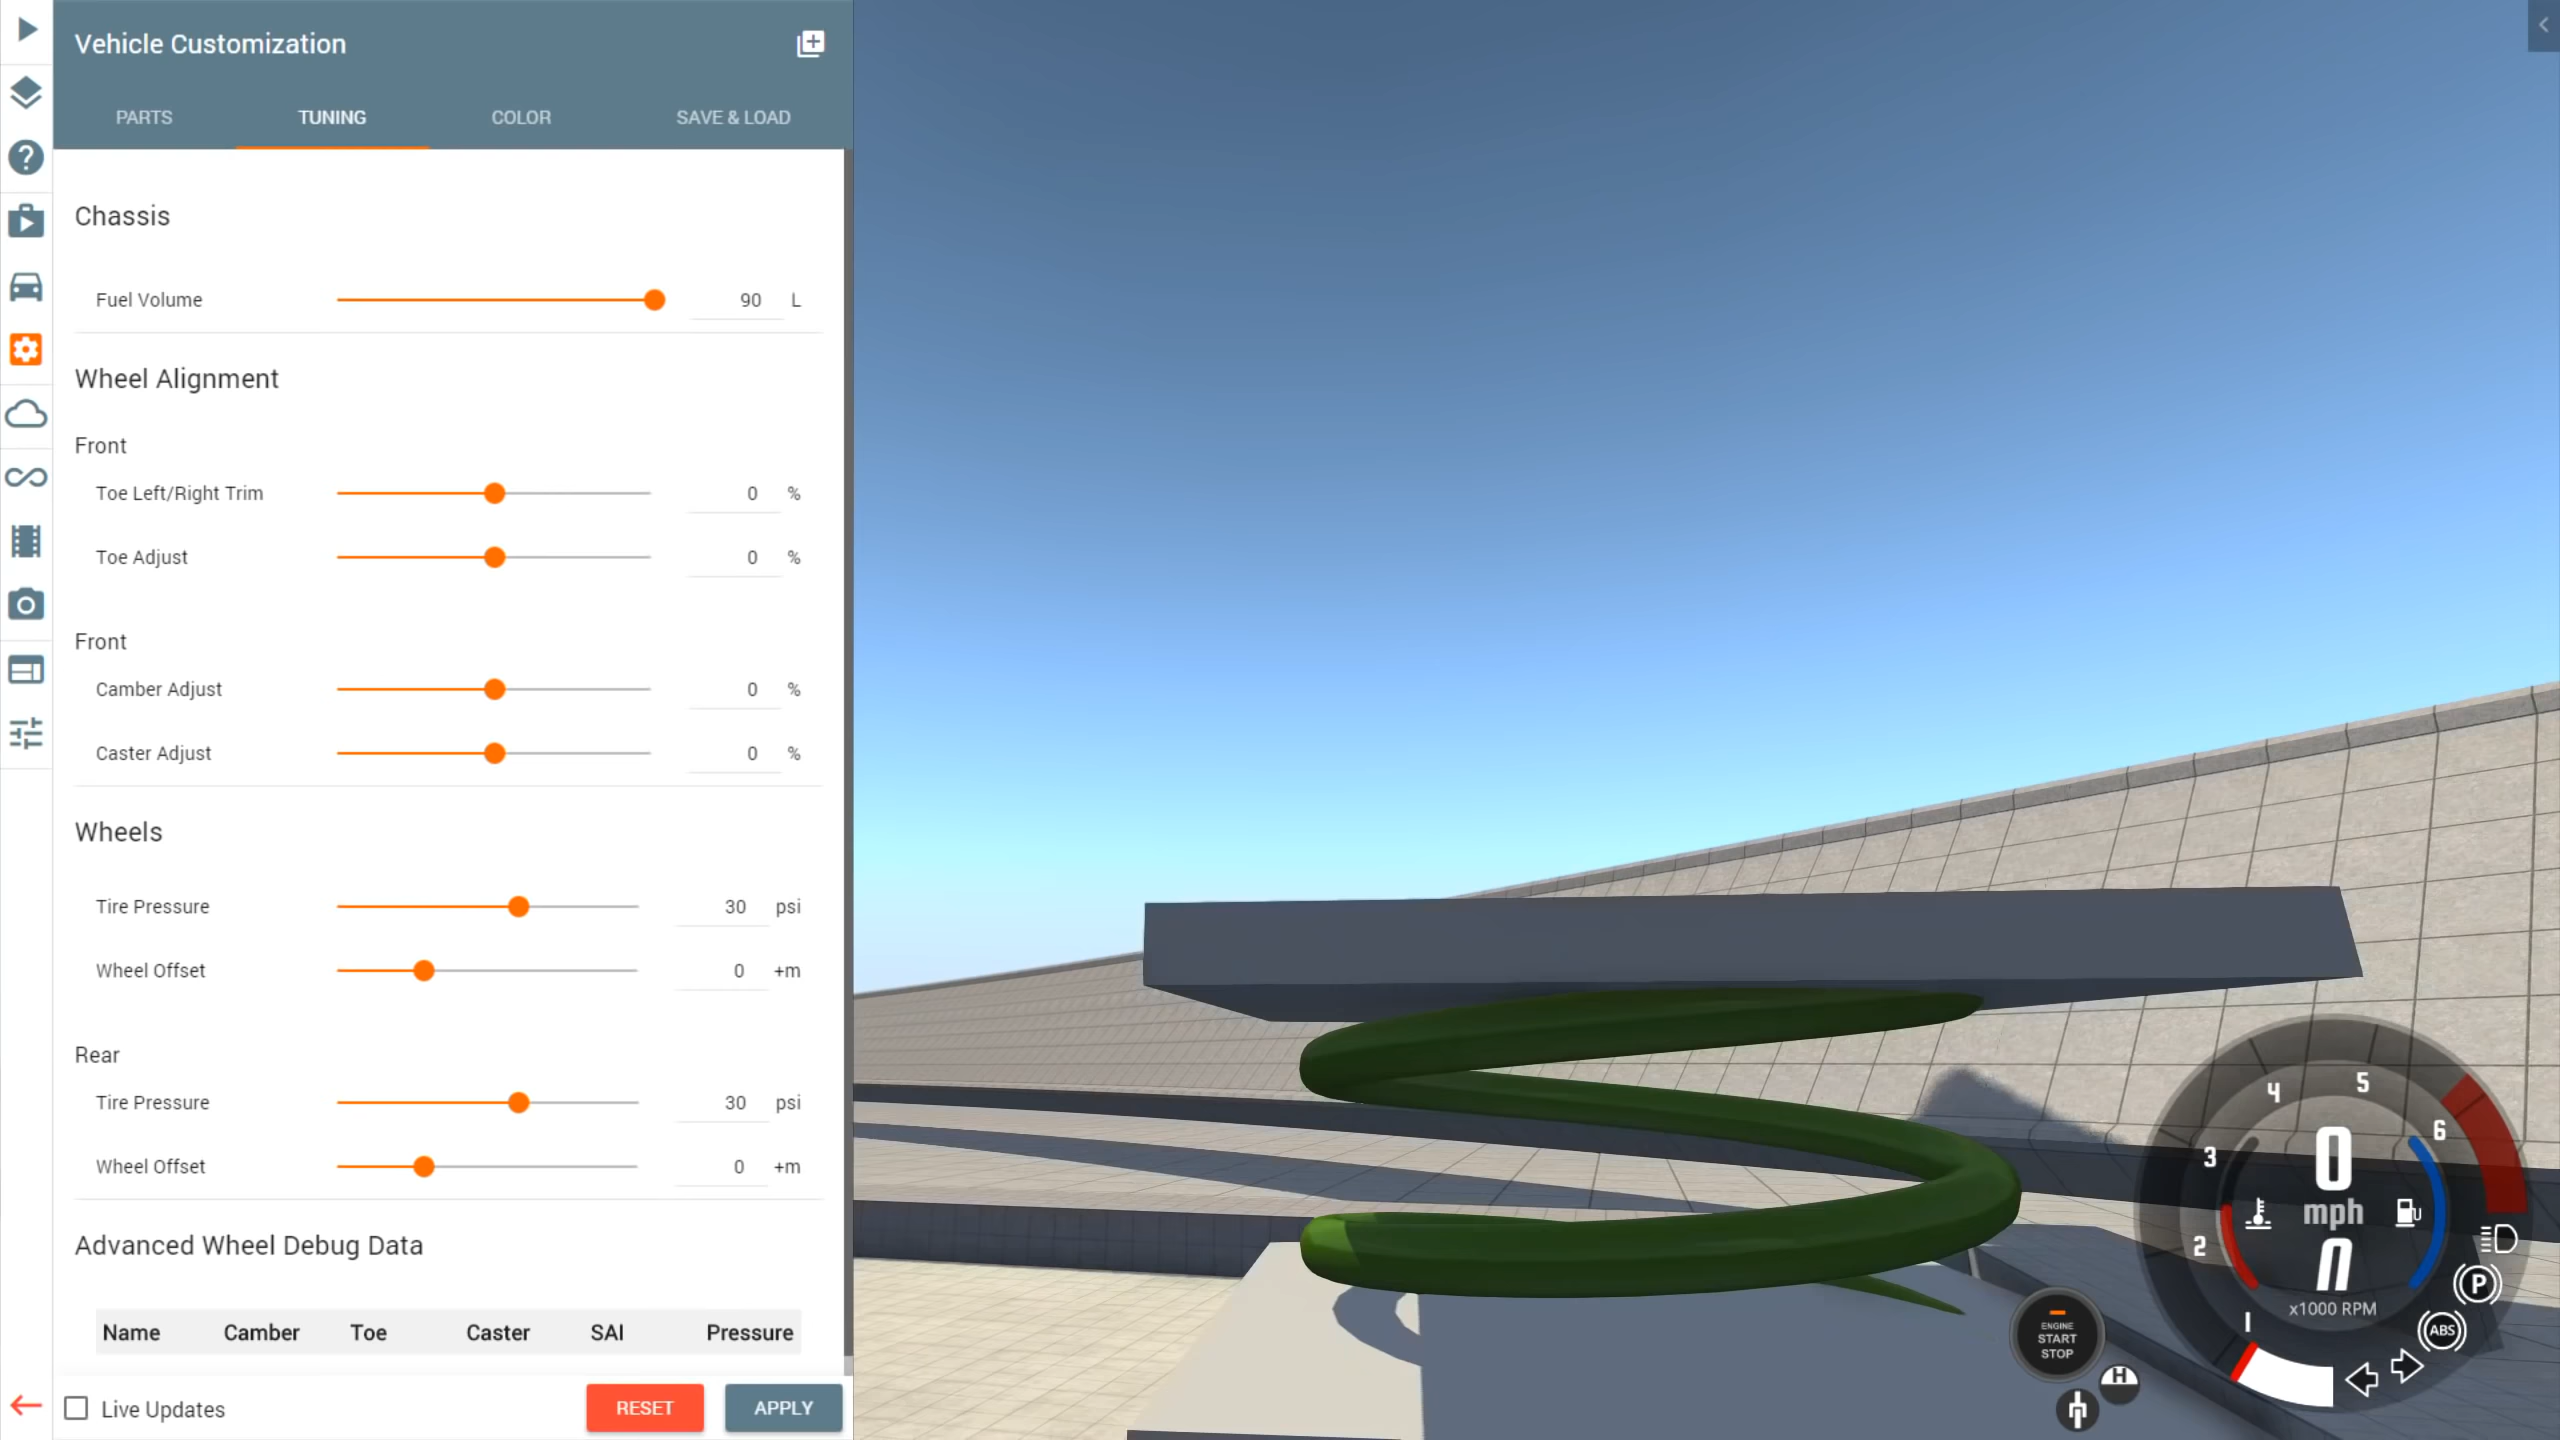 Vehicle Customization
PARTS TUNING COLOR SAVE & LOAD
Chassis
Fuel Volume 90 L
Wheel Alignment
Front
Toe Left/Right Trim 0 %
Toe Adjust 0 %
Front
Camber Adjust 0 %
Caster Adjust 0 %
Wheels
Tire Pressure 30 psi
Wheel Offset 0 +m
Rear
Tire Pressure 30 psi
Wheel Offset 0 +m
Advanced Wheel Debug Data
Name Camber Toe Caster SAI Pressure
Live Updates RESET APPLY
1
2
3
4
5
6
0
mph
n
x1000 RPM
P
ABS
ENGINE
START
STOP
H